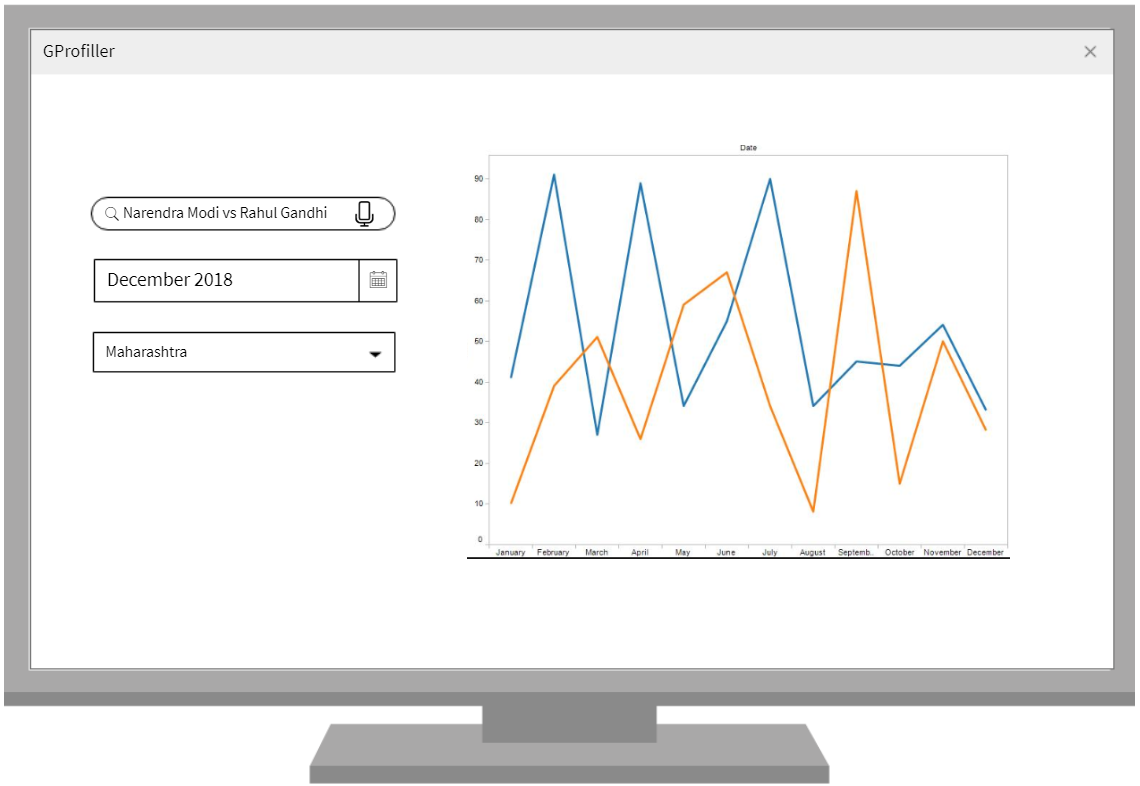 GProfiller
Narendra Modi vs Rahul Gandhi
December 2018
Maharashtra
Date
90
80
70
60
50
40
30
20
10
0
January February March April May June July August Septemb.. October November December